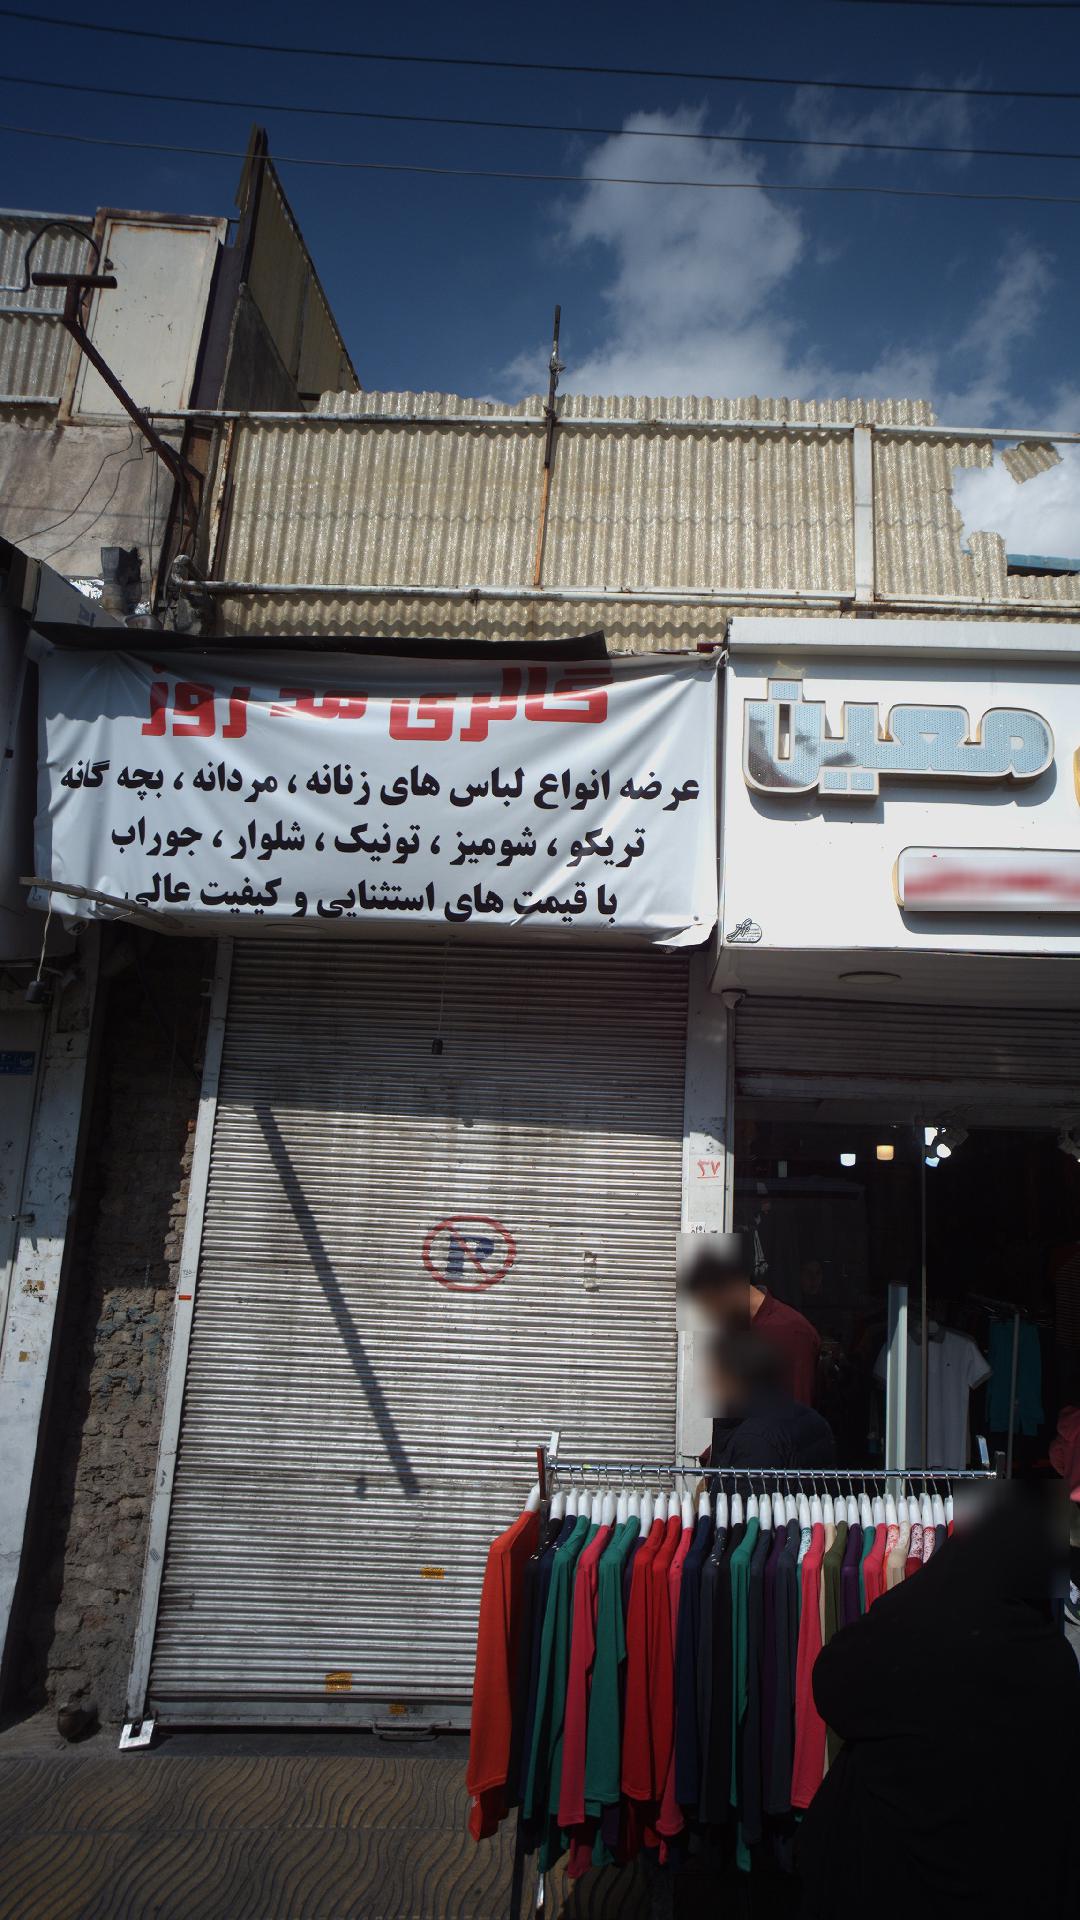 گالری مد روز
عرضه انواع لباس های زنانه ، مردانه ، بچه گانه
تریکو ، شومیز ، تونیک ، شلوار ، جوراب
با قیمت های استثنایی و کیفیت عالی
معین
۳۷
P